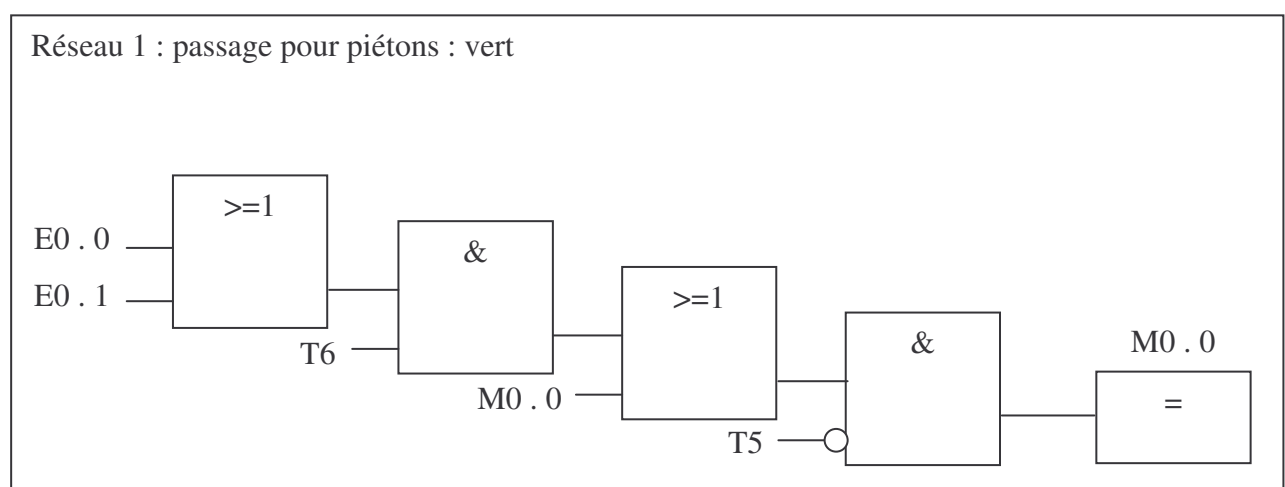 Réseau 1 : passage pour piétons : vert
>=1
E0 . 0
E0 . 1
&
T6
>=1
M0 . 0
&
T5
M0 . 0
=